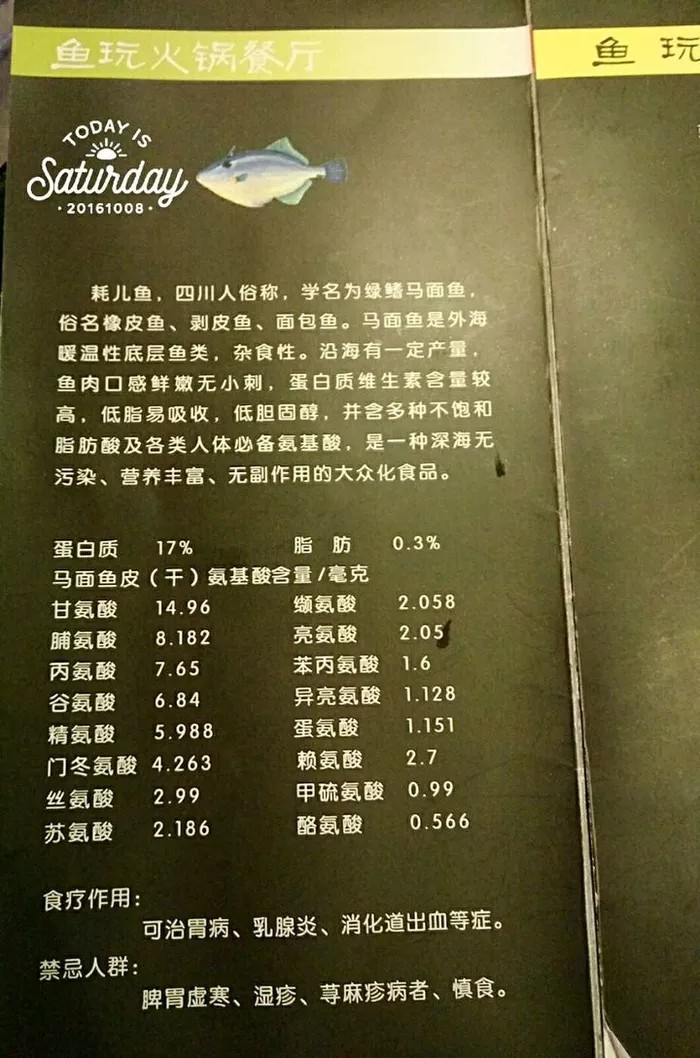 鱼玩火锅餐厅
鱼 玩
TODAY IS
Saturday
·20161008·
耗儿鱼，四川人俗称，学名为绿鳍马面鱼，
俗名橡皮鱼、剥皮鱼、面包鱼。马面鱼是外海
暖温性底层鱼类，杂食性。沿海有一定产量，
鱼肉口感鲜嫩无小刺，蛋白质维生素含量较
高，低脂易吸收，低胆固醇，并含多种不饱和
脂肪酸及各类人体必备氨基酸，是一种深海无
污染、营养丰富、无副作用的大众化食品。
蛋白质 17% 脂 肪 0.3%
马面鱼皮（干）氨基酸含量/毫克
甘氨酸 14.96 缬氨酸 2.058
脯氨酸 8.182 亮氨酸 2.05
丙氨酸 7.65 苯丙氨酸 1.6
谷氨酸 6.84 异亮氨酸 1.128
精氨酸 5.988 蛋氨酸 1.151
门冬氨酸 4.263 赖氨酸 2.7
丝氨酸 2.99 甲硫氨酸 0.99
苏氨酸 2.186 酪氨酸 0.566
食疗作用：
可治胃病、乳腺炎、消化道出血等症。
禁忌人群：
脾胃虚寒、湿疹、荨麻疹病者、慎食。